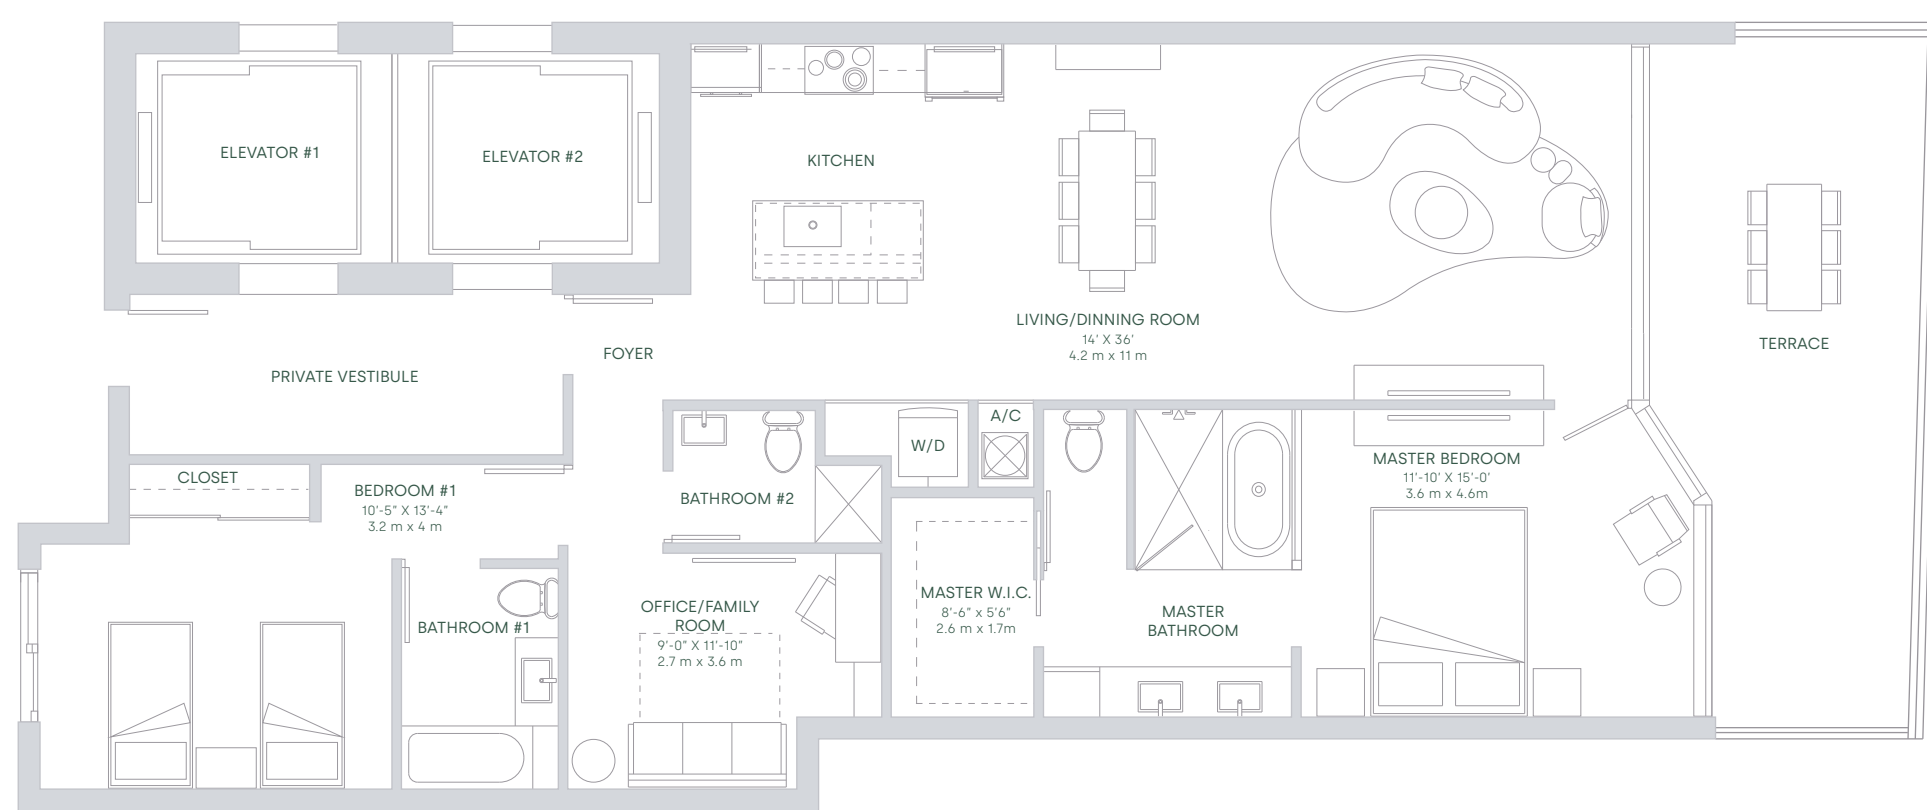 ELEVATOR #1
ELEVATOR #2
KITCHEN
LIVING/DINNING ROOM
14' X 36'
4.2 m x 11 m
TERRACE
FOYER
PRIVATE VESTIBULE
CLOSET
BEDROOM #1
10'-5" X 13'-4"
3.2 m x 4 m
BATHROOM #2
W/D
A/C
MASTER BEDROOM
11'-10' X 15'-0'
3.6 m x 4.6m
BATHROOM #1
OFFICE/FAMILY
ROOM
9'-0" X 11'-10"
2.7 m x 3.6 m
MASTER W.I.C.
8'-6" x 5'6"
2.6 m x 1.7m
MASTER
BATHROOM